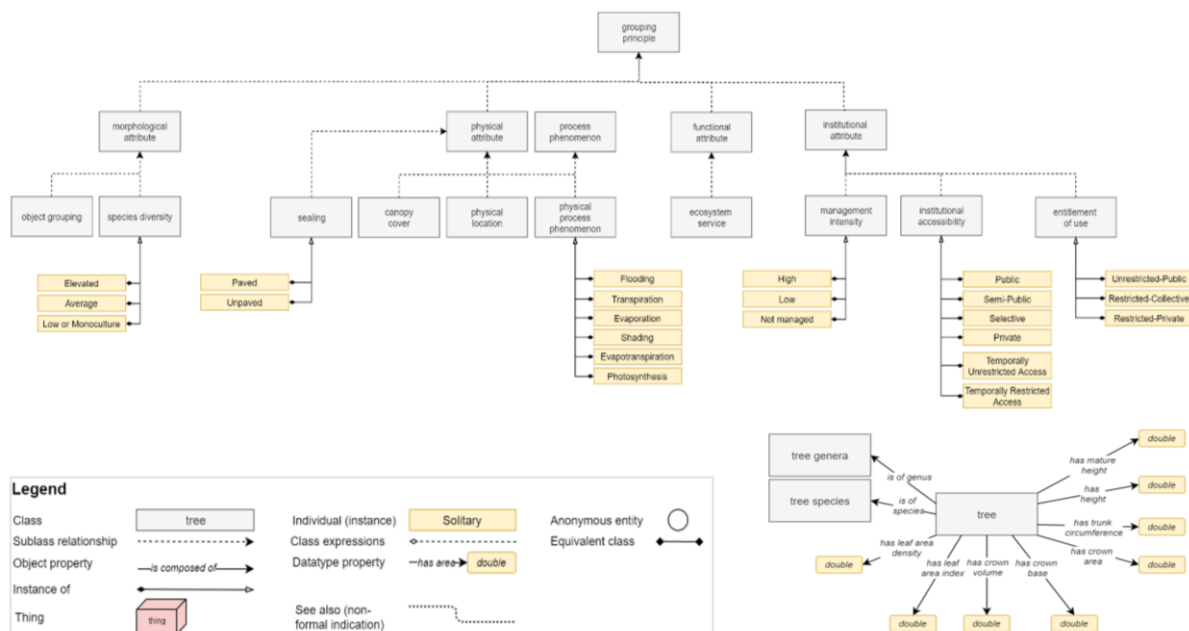 grouping
principle
morphological
attribute
physical
attribute
process
phenomenon
functional
attribute
institutional
attribute
object grouping
species diversity
sealing
canopy
cover
physical
location
physical
process
phenomenon
ecosystem
service
management
intensity
institutional
accessibility
entitlement
of use
Elevated
Average
Low or Monoculture
Paved
Unpaved
Flooding
Transpiration
Evaporation
Shading
Evapotranspiration
Photosynthesis
High
Low
Not managed
Public
Semi-Public
Selective
Private
Temporally
Unrestricted Access
Temporally Restricted
Access
Unrestricted-Public
Restricted-Collective
Restricted-Private
tree genera
tree species
is of genus
is of
species
tree
has mature
height
double
has
height
double
has trunk
circumference
double
has crown
area
double
has leaf area
density
double
has leaf
area index
double
has crown
volume
double
has crown
base
double
Legend
Class
tree
Sublass relationship
Object property
is composed of
Instance of
Thing
thing
Individual (instance)
Solitary
Class expressions
Datatype property
has area
double
See also (non-
formal indication)
Anonymous entity
Equivalent class